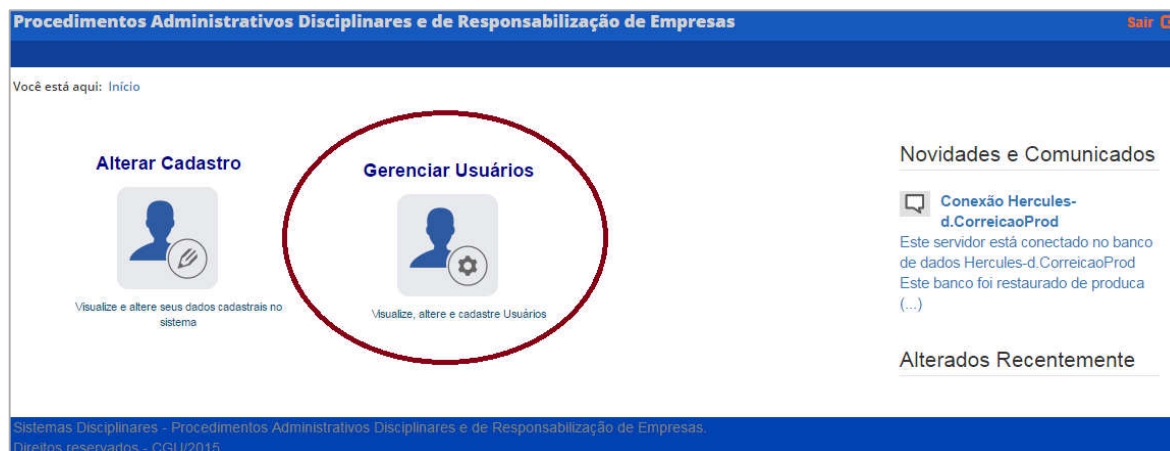 Procedimentos Administrativos Disciplinares e de Responsabilização de Empresas
Sair
Você está aqui: Início
Alterar Cadastro
Visualize e altere seus dados cadastrais no
sistema
Gerenciar Usuários
Visualize, altere e cadastre Usuários
Novidades e Comunicados
Conexão Hercules-
d.CorreicaoProd
Este servidor está conectado no banco
de dados Hercules-d.CorreicaoProd
Este banco foi restaurado de produca
(...)
Alterados Recentemente
Sistemas Disciplinares - Procedimentos Administrativos Disciplinares e de Responsabilização de Empresas.
Direitos reservados - CGU/2015